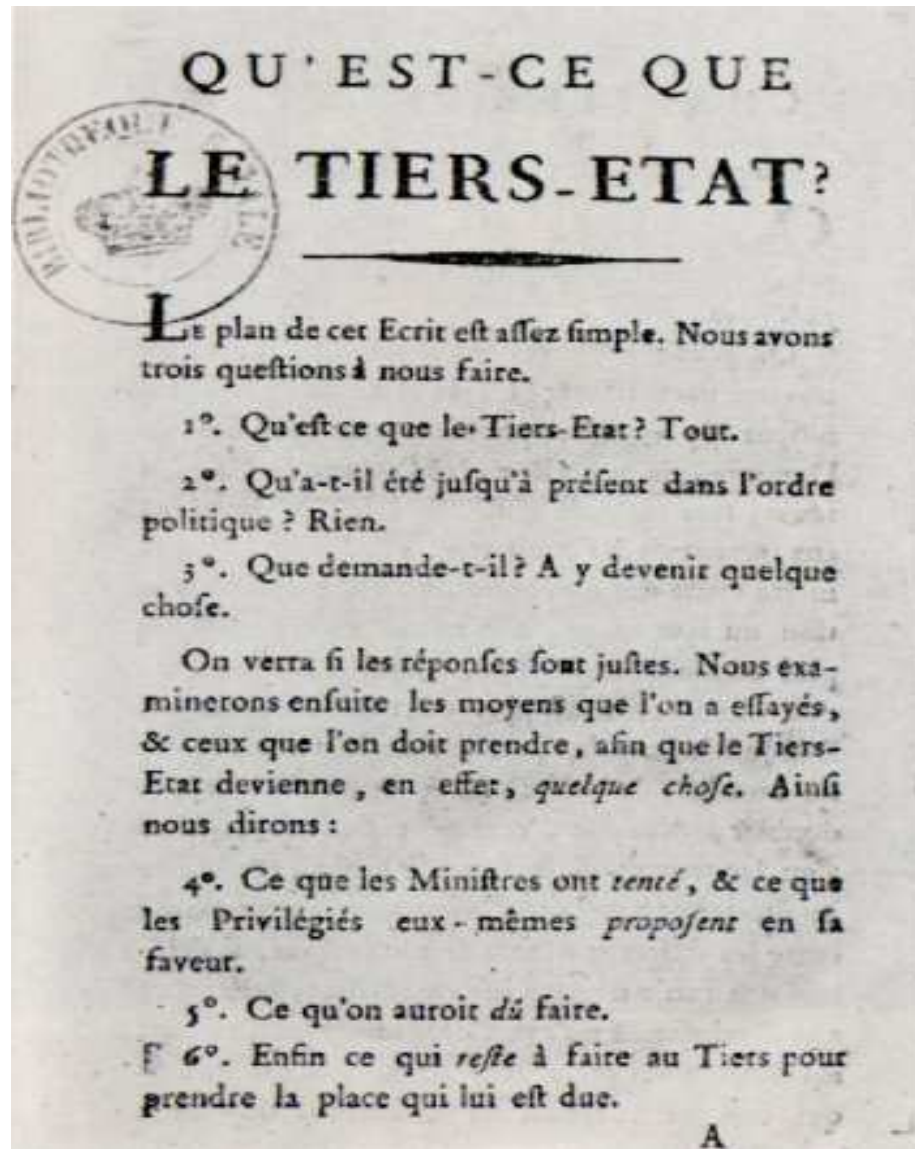 QU'EST-CE QUE
LE TIERS-ETAT?
BIBLIOTHEQUE ALE
LE plan de cet Ecrit eſt aſſez ſimple. Nous avons
trois queſtions à nous faire.
1°. Qu'eſt ce que le Tiers-Etat? Tout.
2°. Qu'a-t-il été juſqu'à préſent dans l'ordre
politique ? Rien.
3°. Que demande-t-il? A y devenir quelque
choſe.
On verra ſi les réponſes ſont juſtes. Nous exa-
minerons enſuite les moyens que l'on a eſſayés,
& ceux que l'on doit prendre, afin que le Tiers-
Etat devienne, en effet, quelque choſe. Ainſi
nous dirons :
4°. Ce que les Miniſtres ont tenté, & ce que
les Privilégiés eux-mêmes propoſent en ſa
faveur.
5°. Ce qu'on auroit dû faire.
6°. Enfin ce qui reſte à faire au Tiers pour
prendre la place qui lui eſt due.
A